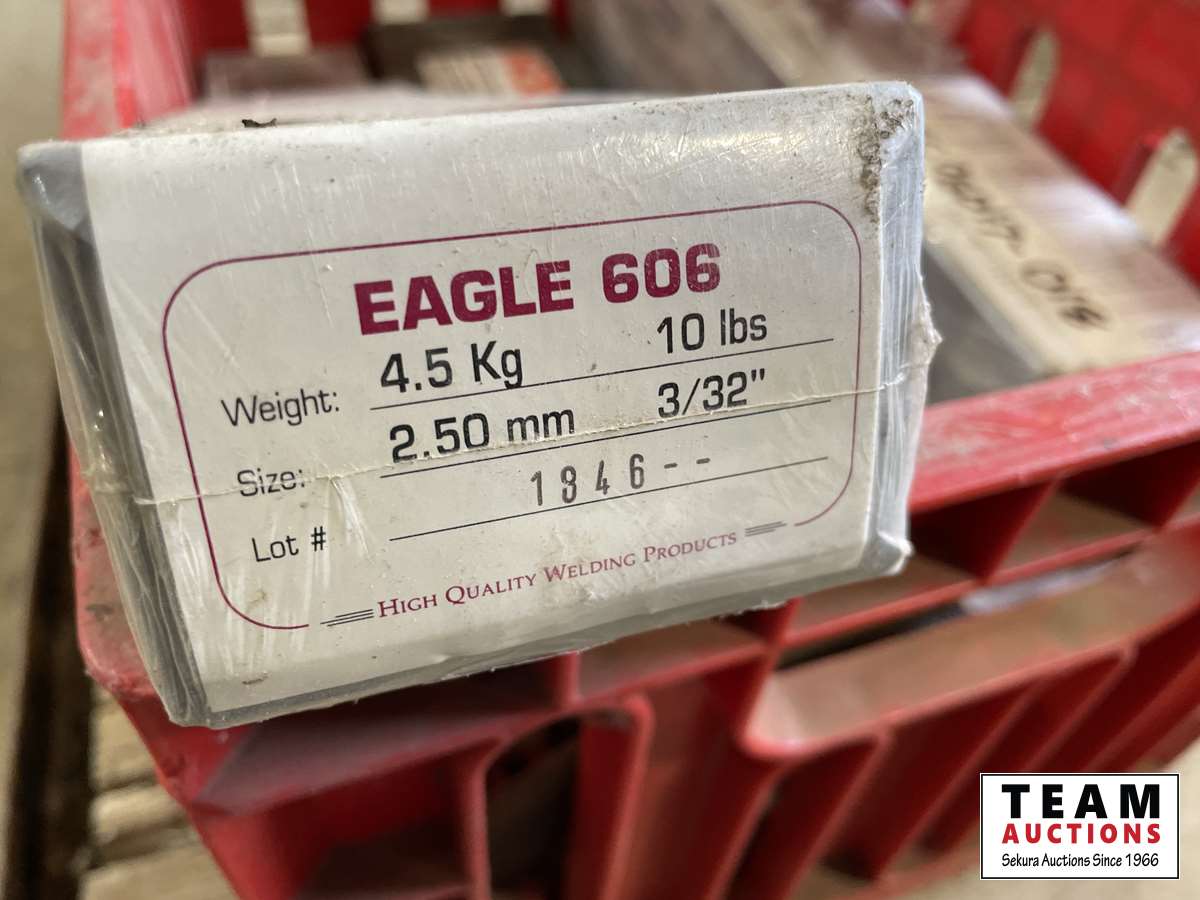 EAGLE 606
Weight: 4.5 Kg 10 lbs
Size: 2.50 mm 3/32"
Lot # 1846--
HIGH QUALITY WELDING PRODUCTS
TEAM
AUCTIONS
Sekura Auctions Since 1966